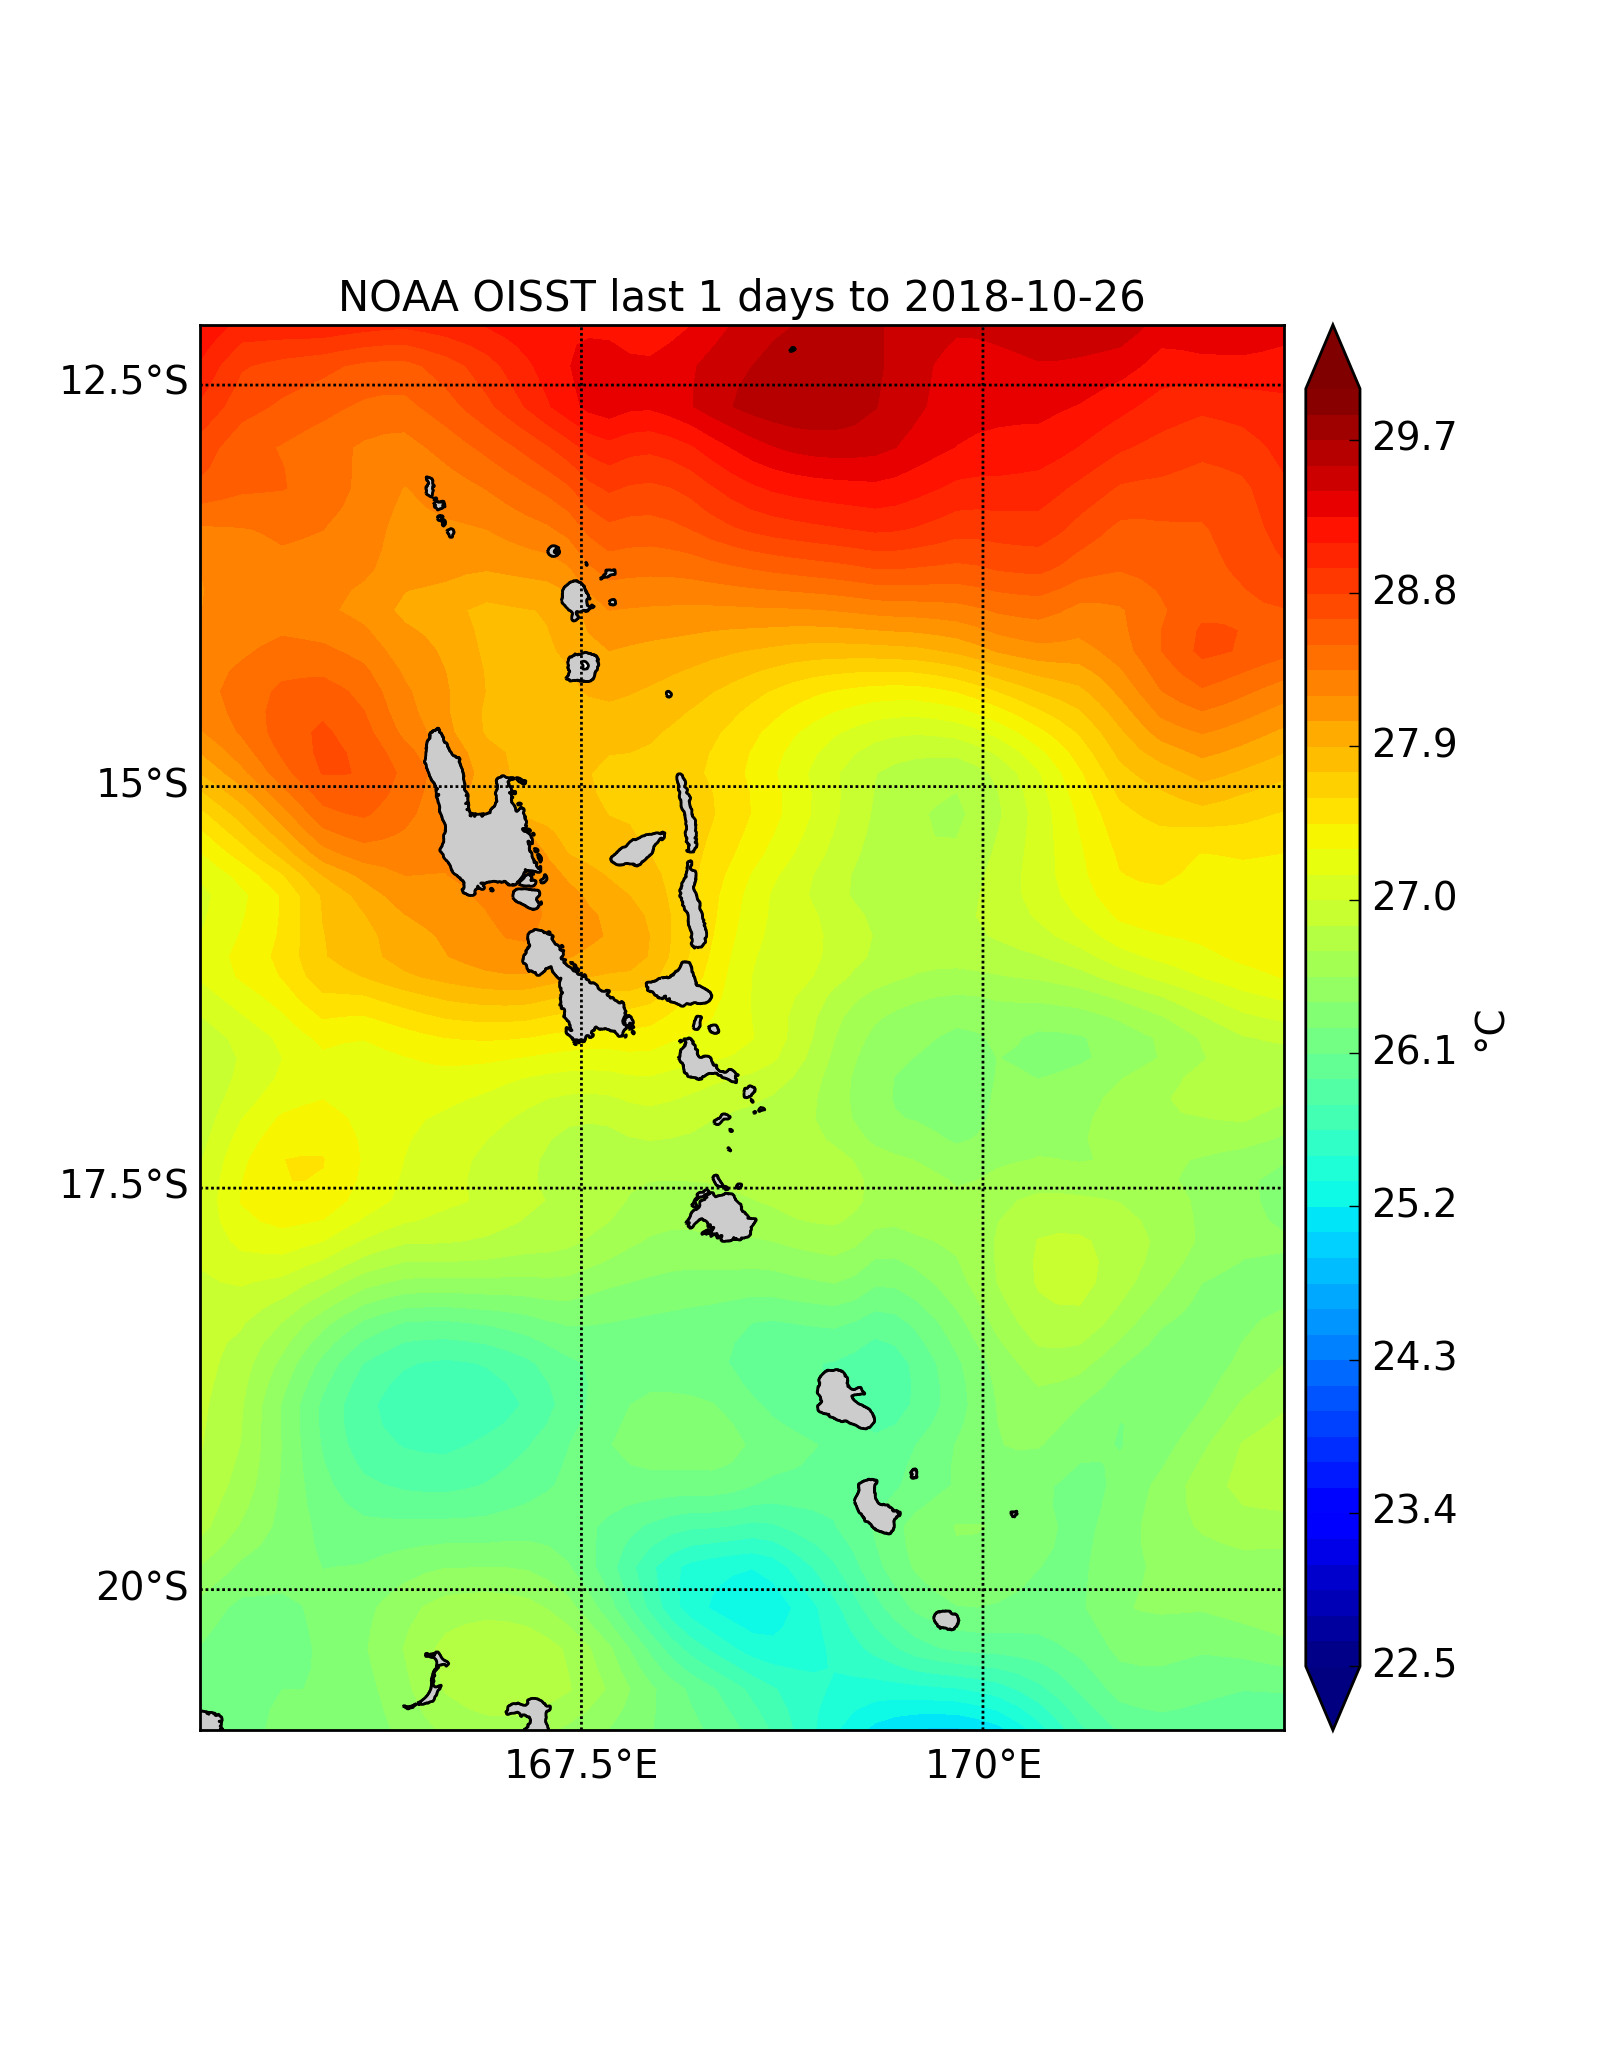 NOAA OISST last 1 days to 2018-10-26
12.5°S
15°S
17.5°S
20°S
167.5°E
170°E
29.7
28.8
27.9
27.0
26.1
25.2
24.3
23.4
22.5
°C